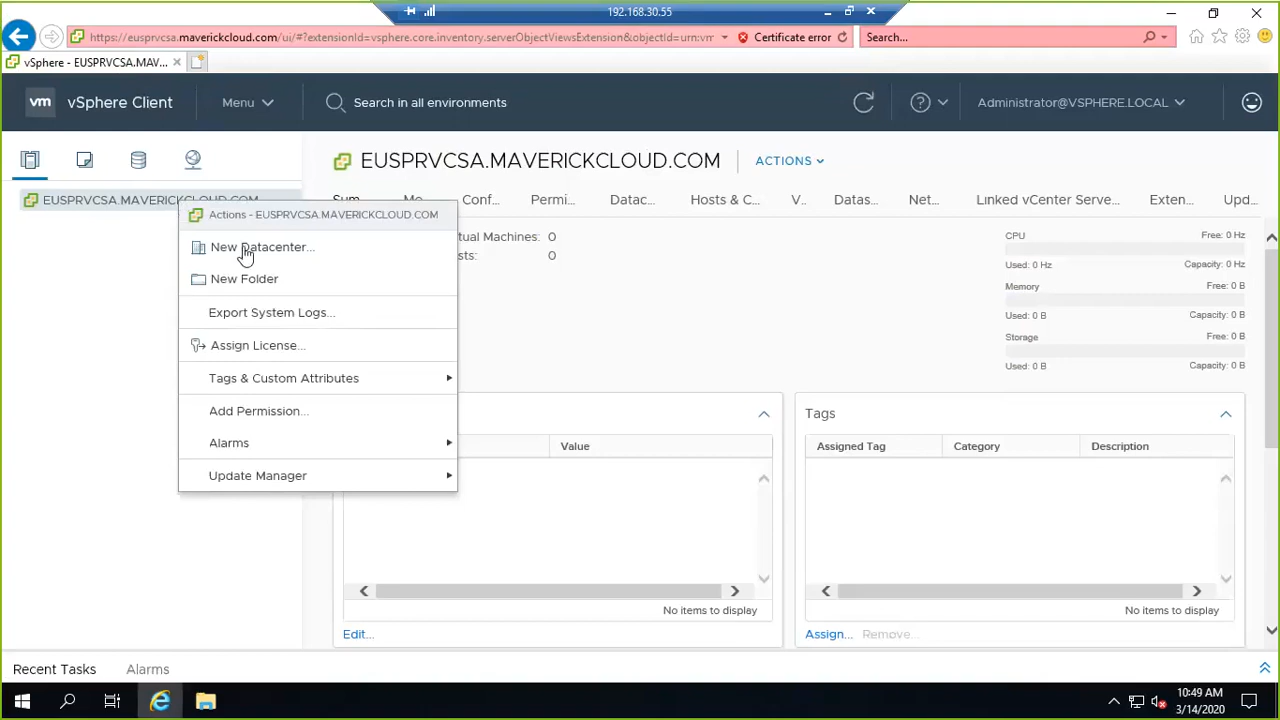 192.168.30.55
https://eusprvcsa.maverickcloud.com/ui/#?extensionId=vsphere.core.inventory.serverObjectViewsExtension&objectId=urn:vm
Certificate error
Search...
vSphere - EUSPRVCSA.MAV...
vm vSphere Client
Menu
Search in all environments
Administrator@VSPHERE.LOCAL
EUSPRVCSA.MAVERICKCLOUD.COM
ACTIONS
EUSPRVCSA.MAVERICKCLOUD.COM
Sum... Mo... Conf... Permi... Datac... Hosts & C... V... Datas... Net... Linked vCenter Serve... Exten... Upd...
Actions - EUSPRVCSA.MAVERICKCLOUD.COM
New Datacenter...
New Folder
Export System Logs...
Assign License...
Tags & Custom Attributes
Add Permission...
Alarms
Update Manager
tual Machines: 0
sts: 0
CPU Free: 0 Hz
Used: 0 Hz Capacity: 0 Hz
Memory Free: 0 B
Used: 0 B Capacity: 0 B
Storage Free: 0 B
Used: 0 B Capacity: 0 B
Value
No items to display
Edit...
Tags
Assigned Tag Category Description
No items to display
Assign... Remove...
Recent Tasks Alarms
10:49 AM
3/14/2020